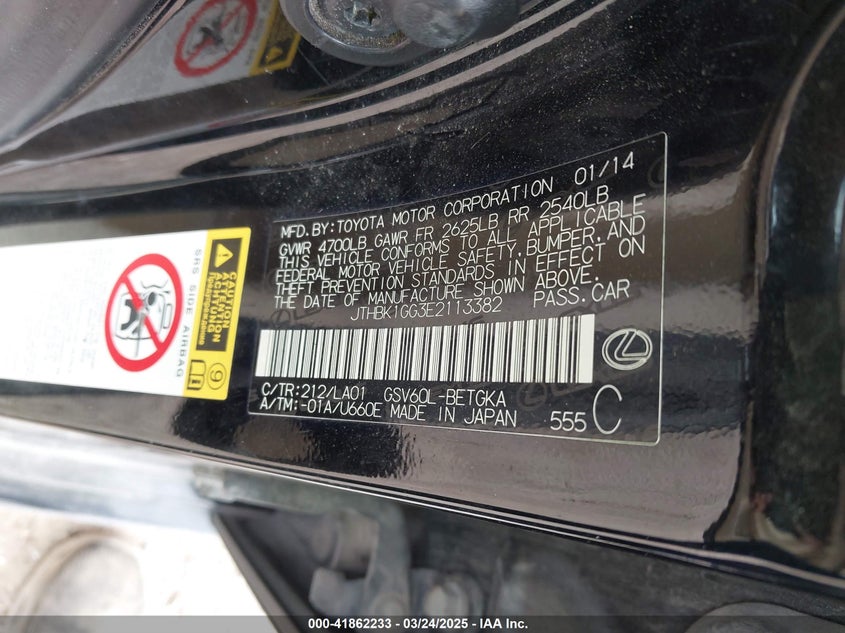 MFD. BY: TOYOTA MOTOR CORPORATION 01/14
GVWR 4700LB GAWR FR 2625LB RR 2540LB
THIS VEHICLE CONFORMS TO ALL APPLICABLE
FEDERAL MOTOR VEHICLE SAFETY, BUMPER, AND
THEFT PREVENTION STANDARDS IN EFFECT ON
THE DATE OF MANUFACTURE SHOWN ABOVE.
JTHBK1GG3E2113382 PASS. CAR
C/TR: 212/LA01 GSV60L-BETGKA
A/TM: -01A/U660E MADE IN JAPAN 555 C
SRS SIDE AIRBAG
CAUTION
ATTENTION
ACHTUNG
9
000-41862233 - 03/24/2025 - IAA Inc.